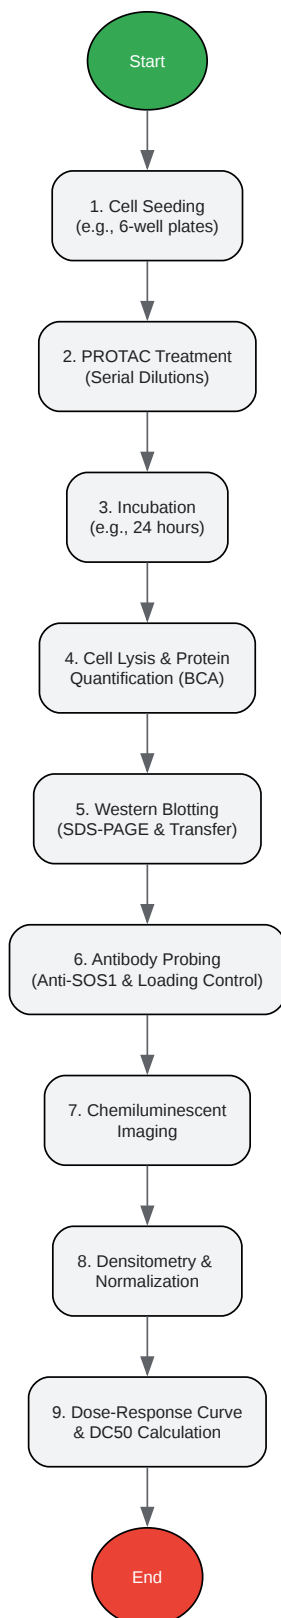 Start
1. Cell Seeding
(e.g., 6-well plates)
2. PROTAC Treatment
(Serial Dilutions)
3. Incubation
(e.g., 24 hours)
4. Cell Lysis & Protein
Quantification (BCA)
5. Western Blotting
(SDS-PAGE & Transfer)
6. Antibody Probing
(Anti-SOS1 & Loading Control)
7. Chemiluminescent
Imaging
8. Densitometry &
Normalization
9. Dose-Response Curve
& DC50 Calculation
End